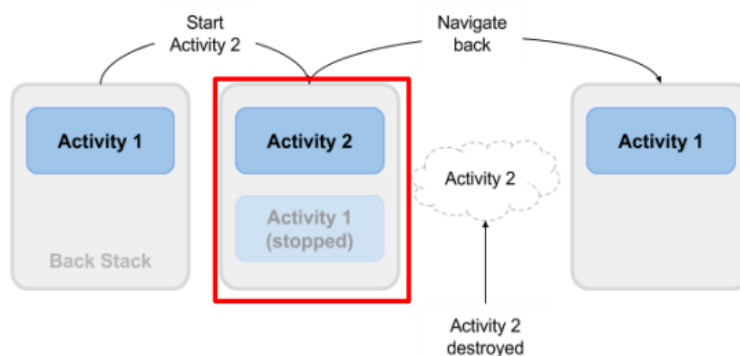 Start
Activity 2
Navigate
back
Activity 1
Activity 2
Activity 1
(stopped)
Activity 2
Activity 1
Back Stack
Activity 2
destroyed